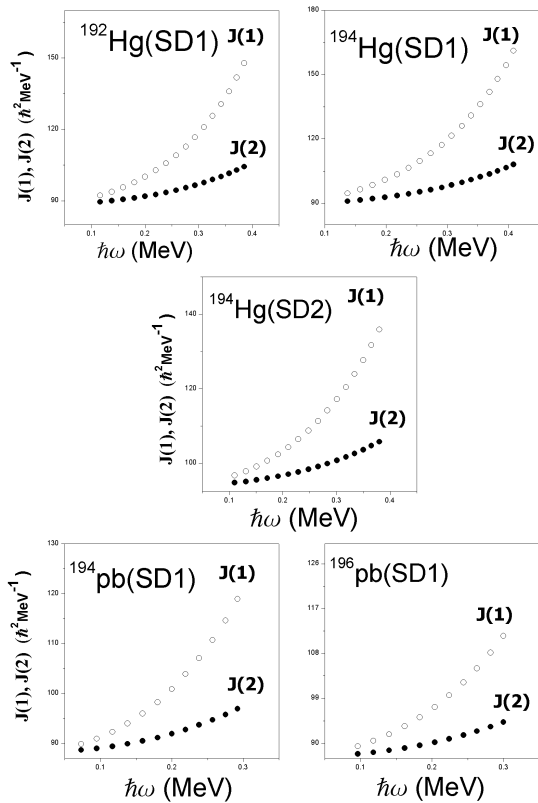 ¹⁹²Hg(SD1)
J(1)
J(2)
J(1), J(2) (ℏ²MeV⁻¹)
150
120
90
0.1 0.2 0.3 0.4
ℏω (MeV)
¹⁹⁴Hg(SD1)
J(1)
J(2)
180
150
120
90
0.1 0.2 0.3 0.4
ℏω (MeV)
¹⁹⁴Hg(SD2)
J(1)
J(2)
J(1), J(2) (ℏ²MeV⁻¹)
140
120
100
0.1 0.2 0.3 0.4
ℏω (MeV)
¹⁹⁴pb(SD1)
J(1)
J(2)
J(1), J(2) (ℏ²MeV⁻¹)
130
120
110
100
90
0.1 0.2 0.3
ℏω (MeV)
¹⁹⁶pb(SD1)
J(1)
J(2)
126
117
108
99
90
0.1 0.2 0.3
ℏω (MeV)